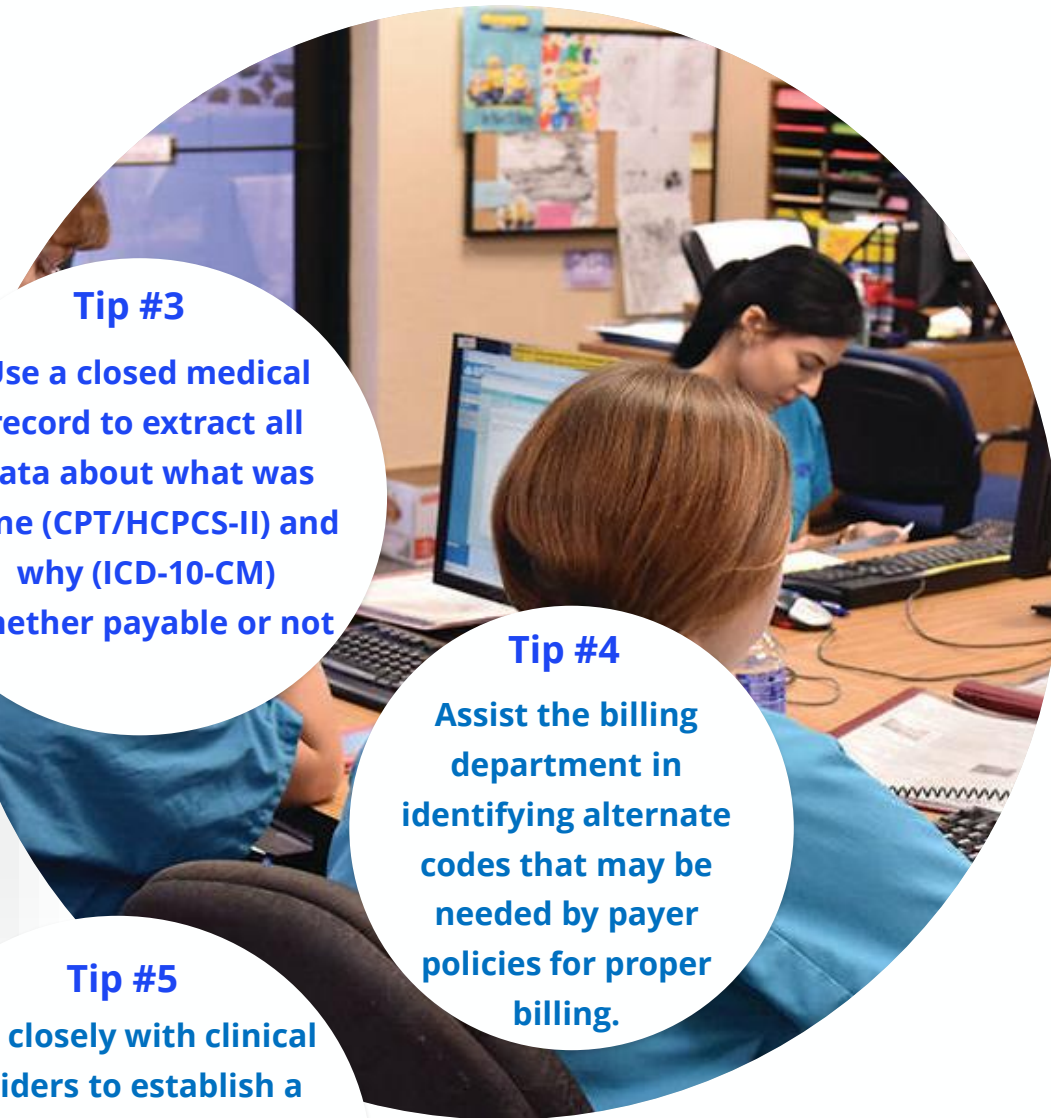 Tip #3
Use a closed medical
record to extract all
ata about what was
ne (CPT/HCPCS-II) and
why (ICD-10-CM)
hether payable or not
Tip #4
Assist the billing
department in
identifying alternate
codes that may be
needed by payer
policies for proper
billing.
Tip #5
closely with clinical
iders to establish a